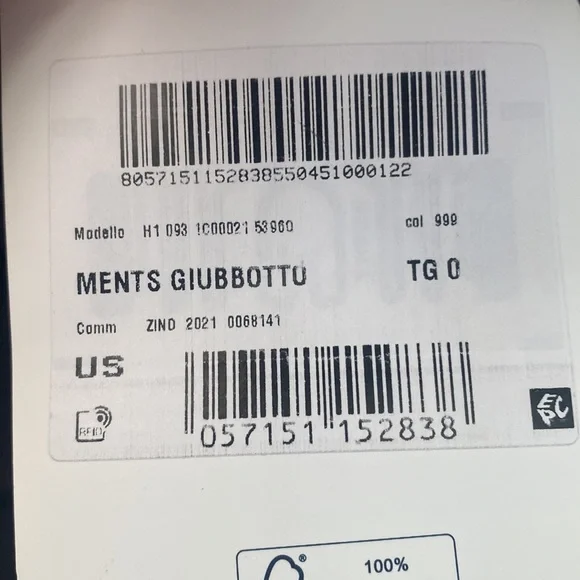 8057151152838550451000122
Modello H1 093 1C00021 53960 col 999
MENTS GIUBBOTTO TG 0
Comm ZIND 2021 0068141
US
RFID
057151 152838
EPC
®
100%